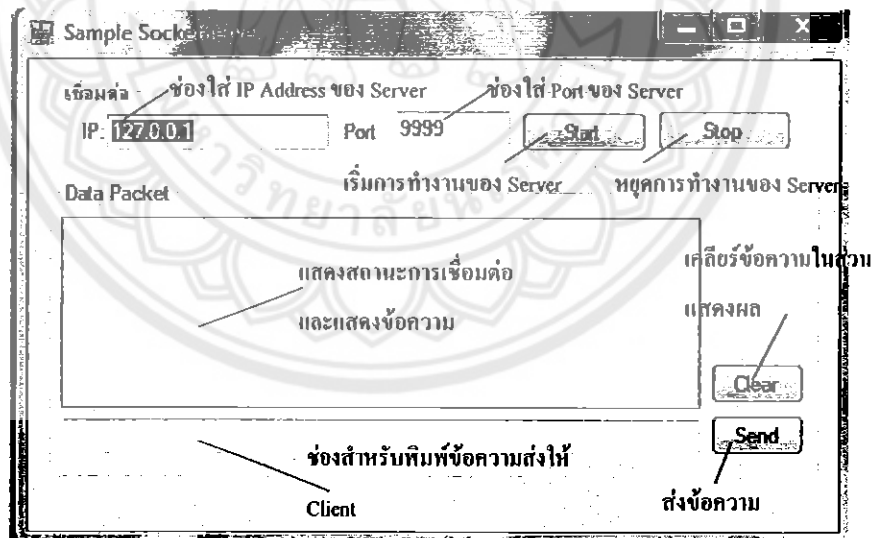 Sample Socket
เชื่อมต่อ ช่องใส่ IP Address ของ Server ช่องใส่ Port ของ Server
IP: 127.0.0.1 Port 9999 Start Stop
เริ่มการทำงานของ Server หยุดการทำงานของ Server
Data Packet
แสดงสถานะการเชื่อมต่อ
และแสดงข้อความ
เคลียร์ข้อความในส่วน
แสดงผล
Clear
Send
ช่องสำหรับพิมพ์ข้อความส่งให้
Client
ส่งข้อความ